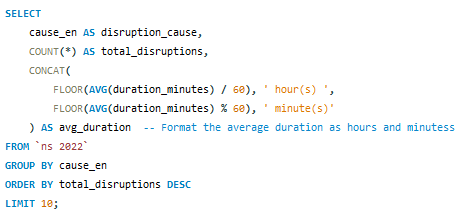 SELECT
    cause_en AS disruption_cause,
    COUNT(*) AS total_disruptions,
    CONCAT(
        FLOOR(AVG(duration_minutes) / 60), ' hour(s) ',
        FLOOR(AVG(duration_minutes) % 60), ' minute(s)'
    ) AS avg_duration  -- Format the average duration as hours and minutess
FROM `ns 2022`
GROUP BY cause_en
ORDER BY total_disruptions DESC
LIMIT 10;